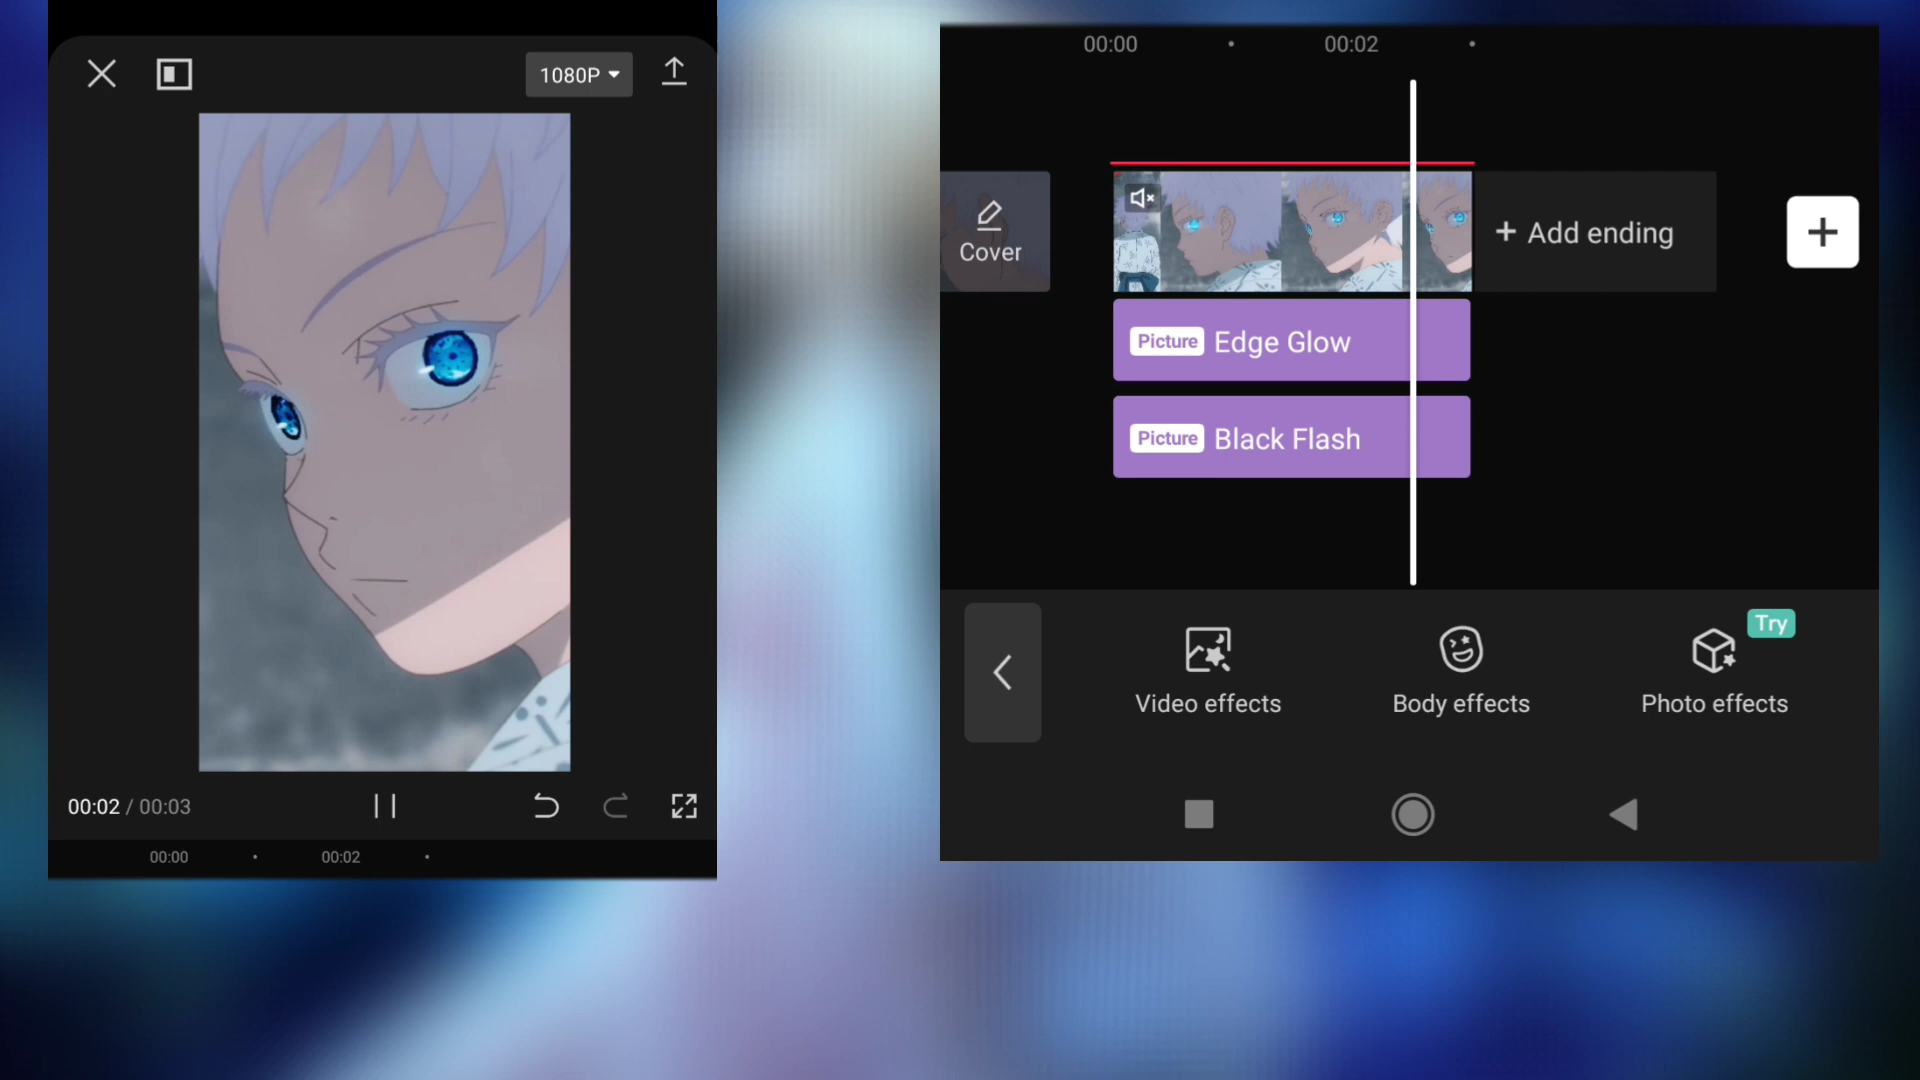 1080P
00:02 / 00:03
00:00
00:02
00:00
00:02
Cover
+ Add ending
Picture Edge Glow
Picture Black Flash
Try
Video effects
Body effects
Photo effects